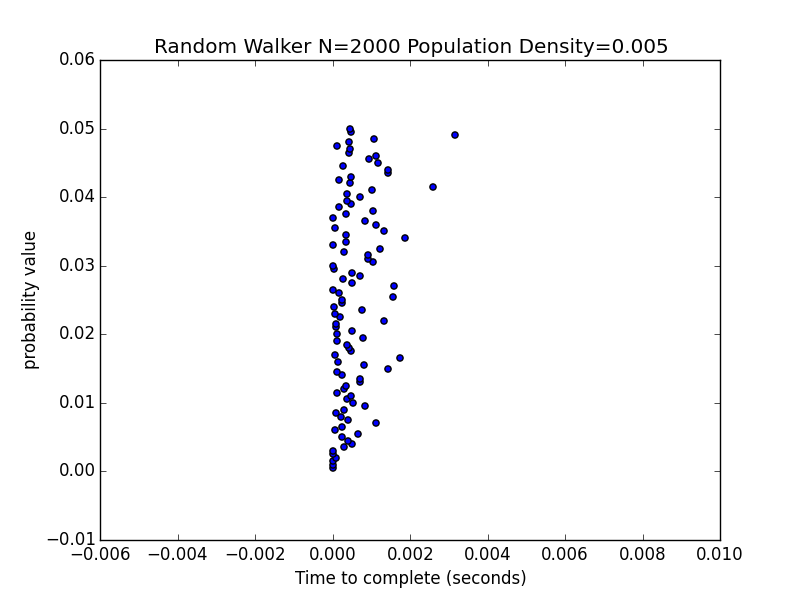 Random Walker N=2000 Population Density=0.005
0.06
0.05
0.04
0.03
0.02
0.01
0.00
−0.01
probability value
−0.006 −0.004 −0.002 0.000 0.002 0.004 0.006 0.008 0.010
Time to complete (seconds)